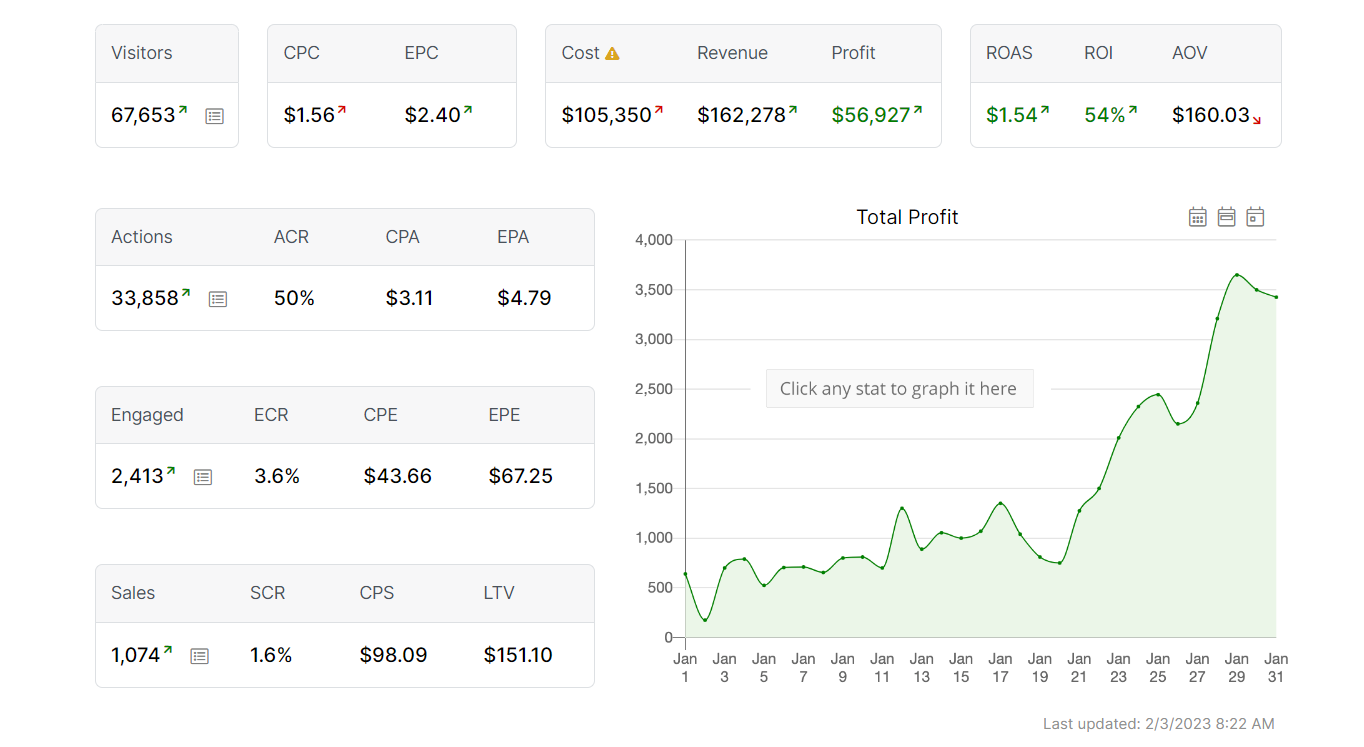 Visitors
67,653
CPC EPC
$1.56 $2.40
Cost Revenue Profit
$105,350 $162,278 $56,927
ROAS ROI AOV
$1.54 54% $160.03
Actions ACR CPA EPA
33,858 50% $3.11 $4.79
Engaged ECR CPE EPE
2,413 3.6% $43.66 $67.25
Sales SCR CPS LTV
1,074 1.6% $98.09 $151.10
Total Profit
4,000
3,500
3,000
2,500
Click any stat to graph it here
2,000
1,500
1,000
500
0
Jan Jan Jan Jan Jan Jan Jan Jan Jan Jan Jan Jan Jan Jan Jan Jan
1 3 5 7 9 11 13 15 17 19 21 23 25 27 29 31
Last updated: 2/3/2023 8:22 AM